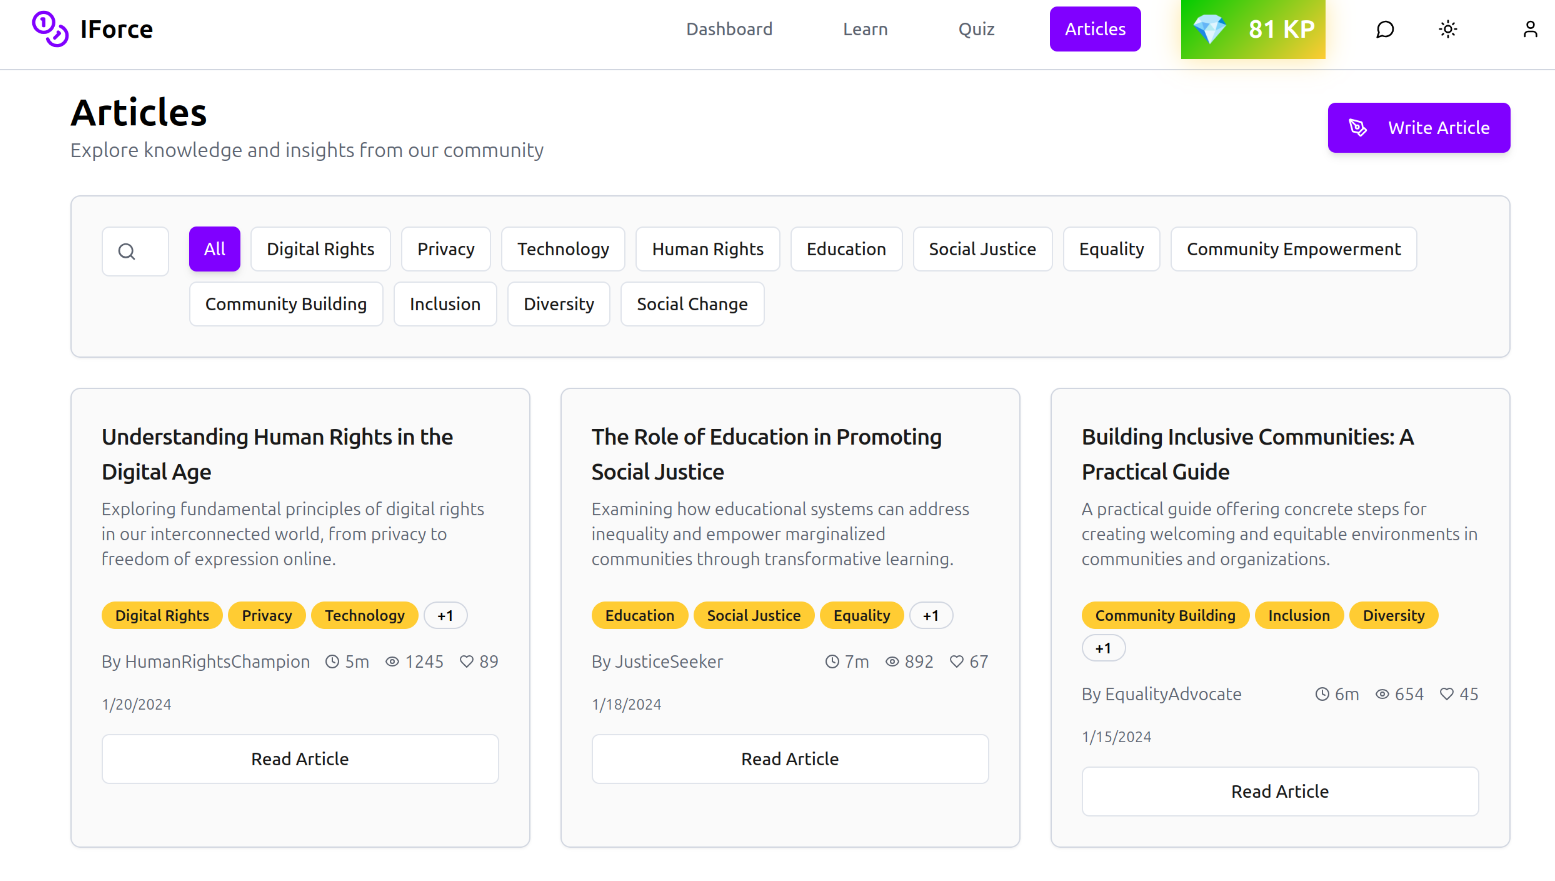 IForce
Dashboard
Learn
Quiz
Articles
81 KP
Articles
Explore knowledge and insights from our community
Write Article
All
Digital Rights
Privacy
Technology
Human Rights
Education
Social Justice
Equality
Community Empowerment
Community Building
Inclusion
Diversity
Social Change
Understanding Human Rights in the
Digital Age
Exploring fundamental principles of digital rights
in our interconnected world, from privacy to
freedom of expression online.
Digital Rights
Privacy
Technology
+1
By HumanRightsChampion 5m 1245 89
1/20/2024
Read Article
The Role of Education in Promoting
Social Justice
Examining how educational systems can address
inequality and empower marginalized
communities through transformative learning.
Education
Social Justice
Equality
+1
By JusticeSeeker 7m 892 67
1/18/2024
Read Article
Building Inclusive Communities: A
Practical Guide
A practical guide offering concrete steps for
creating welcoming and equitable environments in
communities and organizations.
Community Building
Inclusion
Diversity
+1
By EqualityAdvocate 6m 654 45
1/15/2024
Read Article